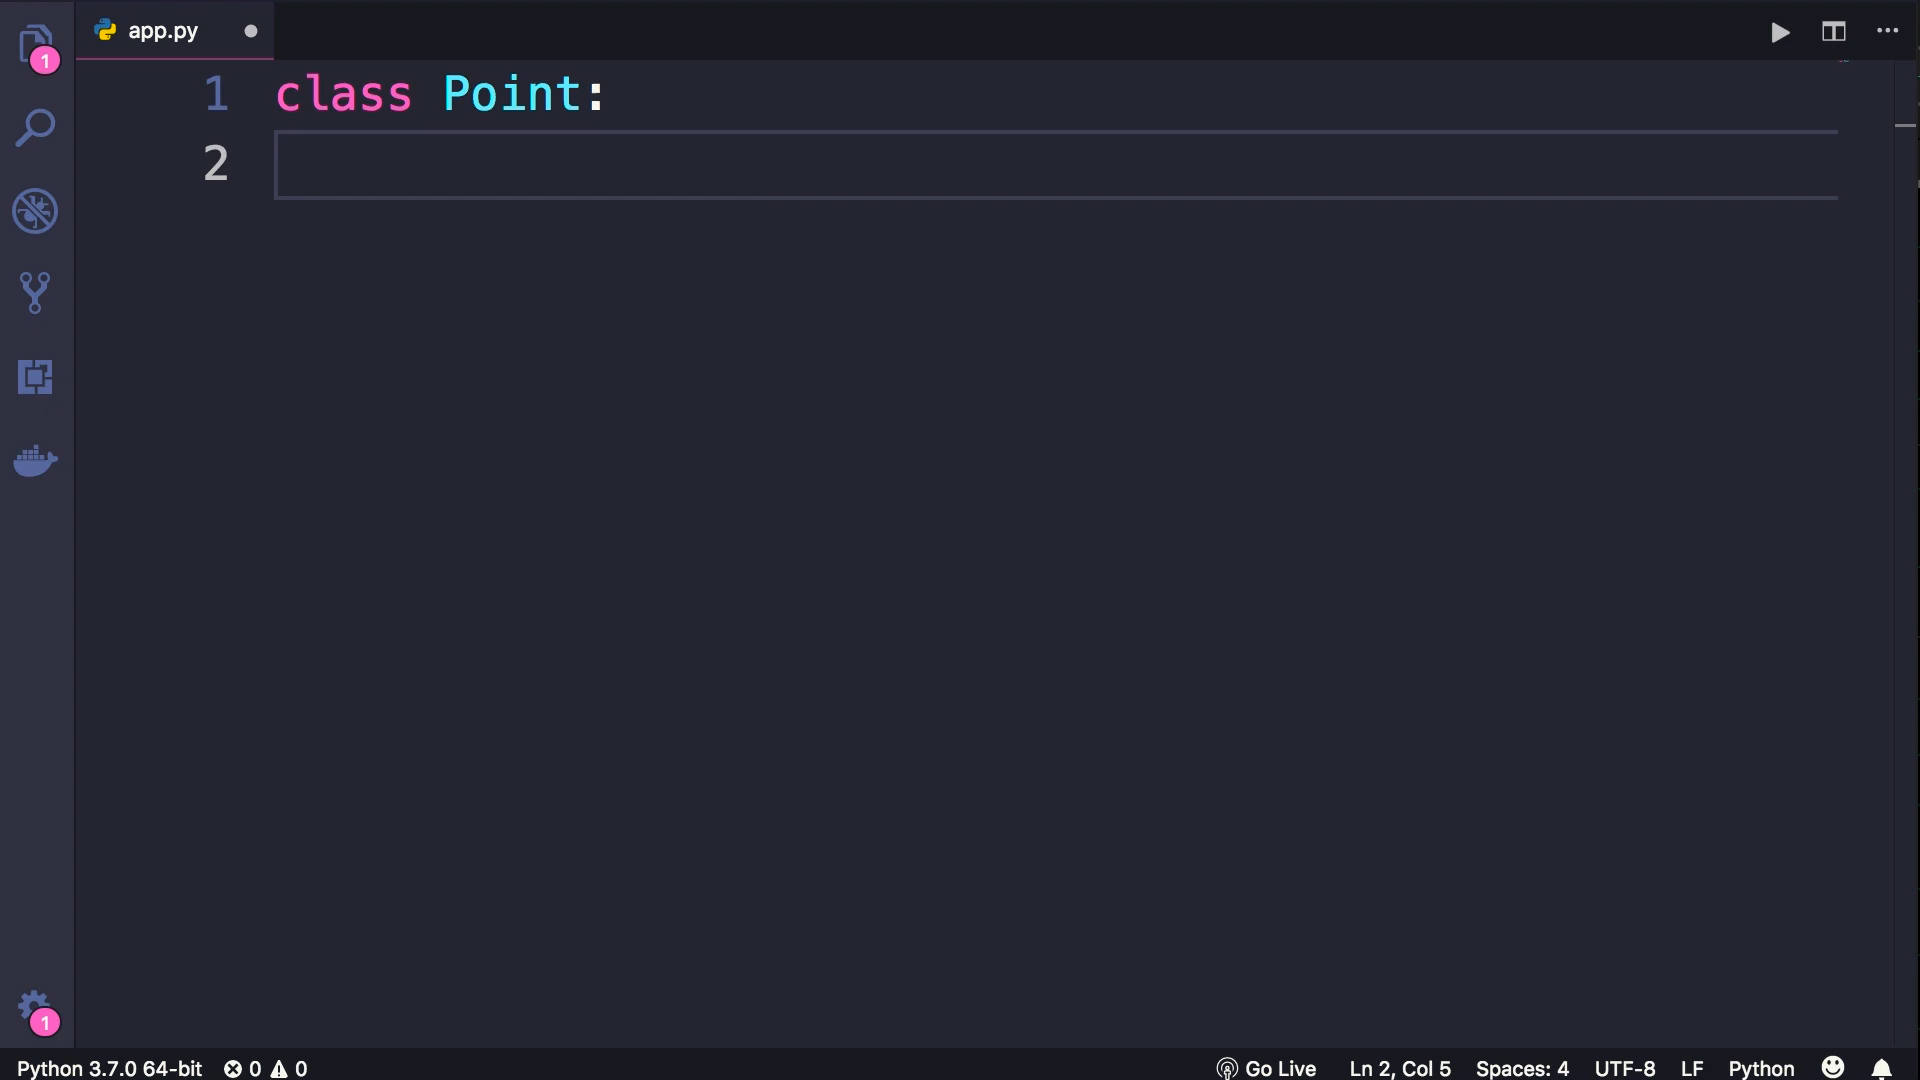 app.py
1
1 class Point:
2
1
Python 3.7.0 64-bit 0 0 Go Live Ln 2, Col 5 Spaces: 4 UTF-8 LF Python